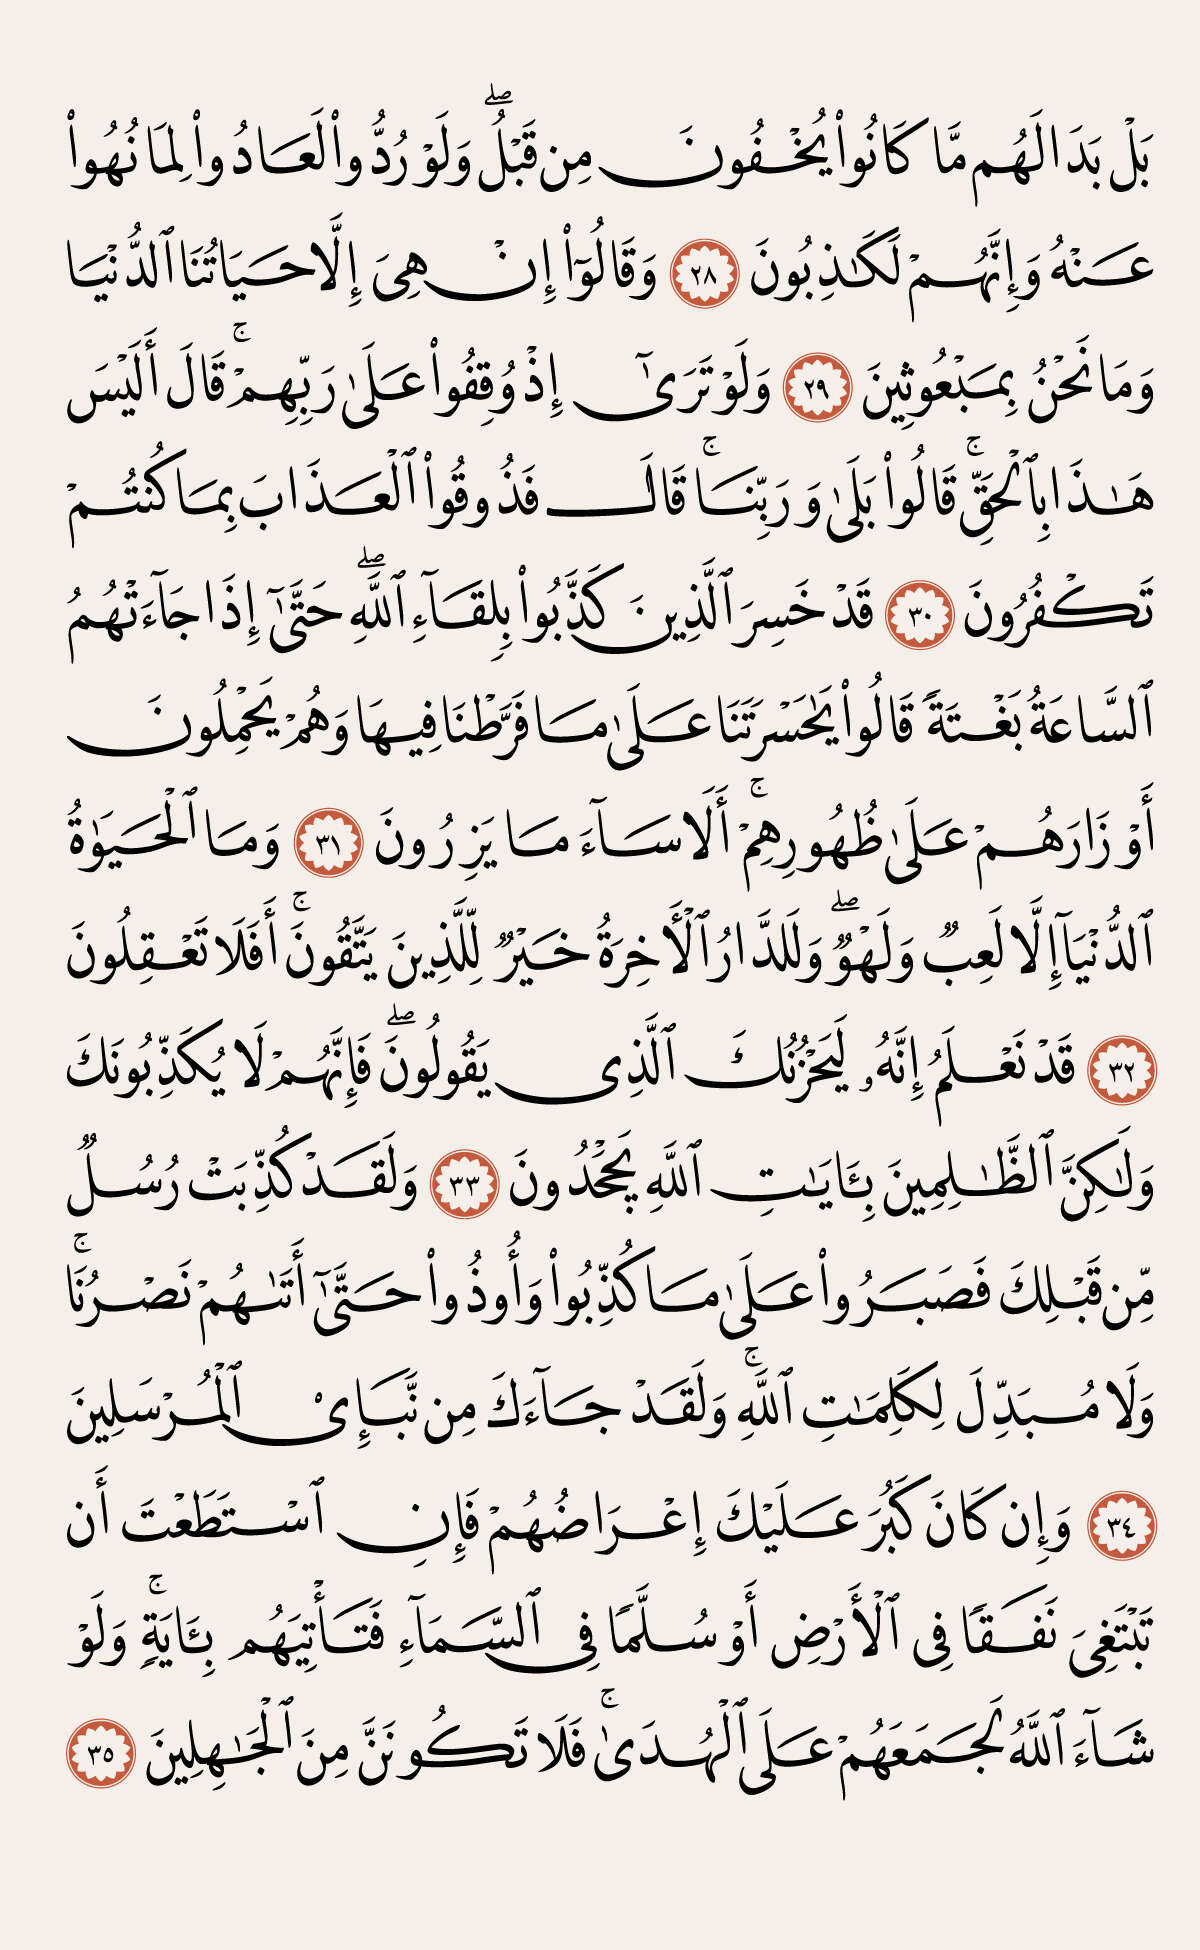 بَلْ بَدَا لَهُم مَّا كَانُوا۟ يُخْفُونَ مِن قَبْلُ ۖ وَلَوْ رُدُّوا۟ لَعَادُوا۟ لِمَا نُهُوا۟
عَنْهُ وَإِنَّهُمْ لَكَـٰذِبُونَ ٢٨ وَقَالُوٓا۟ إِنْ هِىَ إِلَّا حَيَاتُنَا ٱلدُّنْيَا
وَمَا نَحْنُ بِمَبْعُوثِينَ ٢٩ وَلَوْ تَرَىٰٓ إِذْ وُقِفُوا۟ عَلَىٰ رَبِّهِمْ ۚ قَالَ أَلَيْسَ
هَـٰذَا بِٱلْحَقِّ ۚ قَالُوا۟ بَلَىٰ وَرَبِّنَا ۚ قَالَ فَذُوقُوا۟ ٱلْعَذَابَ بِمَا كُنتُمْ
تَكْفُرُونَ ٣٠ قَدْ خَسِرَ ٱلَّذِينَ كَذَّبُوا۟ بِلِقَآءِ ٱللَّهِ ۖ حَتَّىٰٓ إِذَا جَآءَتْهُمُ
ٱلسَّاعَةُ بَغْتَةً قَالُوا۟ يَـٰحَسْرَتَنَا عَلَىٰ مَا فَرَّطْنَا فِيهَا وَهُمْ يَحْمِلُونَ
أَوْزَارَهُمْ عَلَىٰ ظُهُورِهِمْ ۚ أَلَا سَآءَ مَا يَزِرُونَ ٣١ وَمَا ٱلْحَيَوٰةُ
ٱلدُّنْيَآ إِلَّا لَعِبٌ وَلَهْوٌ ۖ وَلَلدَّارُ ٱلْـَٔاخِرَةُ خَيْرٌ لِّلَّذِينَ يَتَّقُونَ ۚ أَفَلَا تَعْقِلُونَ
٣٢ قَدْ نَعْلَمُ إِنَّهُۥ لَيَحْزُنُكَ ٱلَّذِى يَقُولُونَ ۖ فَإِنَّهُمْ لَا يُكَذِّبُونَكَ
وَلَـٰكِنَّ ٱلظَّـٰلِمِينَ بِـَٔايَـٰتِ ٱللَّهِ يَجْحَدُونَ ٣٣ وَلَقَدْ كُذِّبَتْ رُسُلٌ
مِّن قَبْلِكَ فَصَبَرُوا۟ عَلَىٰ مَا كُذِّبُوا۟ وَأُوذُوا۟ حَتَّىٰٓ أَتَىٰهُمْ نَصْرُنَا ۚ
وَلَا مُبَدِّلَ لِكَلِمَـٰتِ ٱللَّهِ ۚ وَلَقَدْ جَآءَكَ مِن نَّبَإِى۟ ٱلْمُرْسَلِينَ
٣٤ وَإِن كَانَ كَبُرَ عَلَيْكَ إِعْرَاضُهُمْ فَإِنِ ٱسْتَطَعْتَ أَن
تَبْتَغِىَ نَفَقًا فِى ٱلْأَرْضِ أَوْ سُلَّمًا فِى ٱلسَّمَآءِ فَتَأْتِيَهُم بِـَٔايَةٍ ۚ وَلَوْ
شَآءَ ٱللَّهُ لَجَمَعَهُمْ عَلَى ٱلْهُدَىٰ ۚ فَلَا تَكُونَنَّ مِنَ ٱلْجَـٰهِلِينَ ٣٥